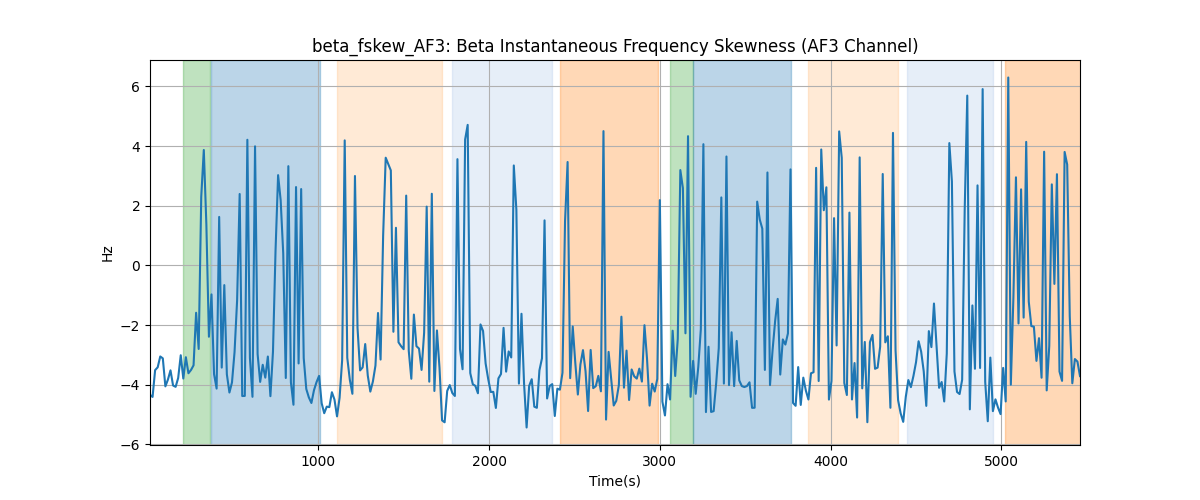 beta_fskew_AF3: Beta Instantaneous Frequency Skewness (AF3 Channel)
6
4
2
0
−2
−4
−6
Hz
1000 2000 3000 4000 5000
Time(s)